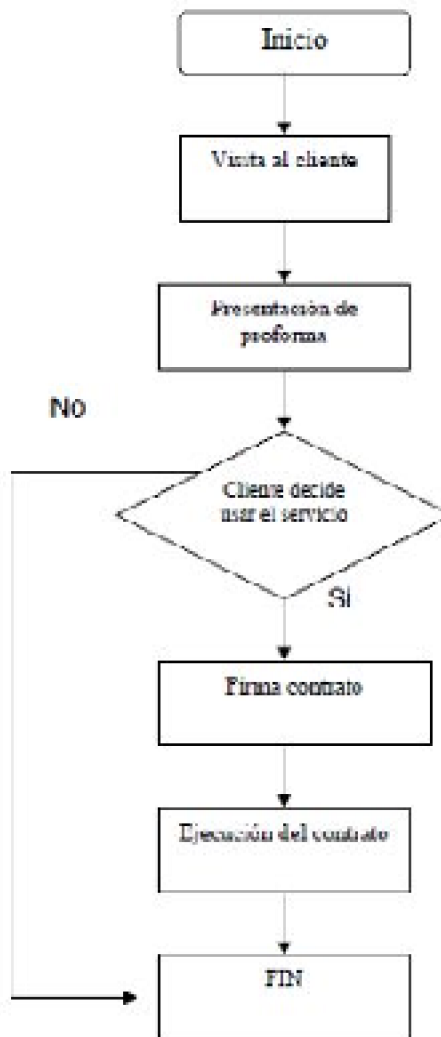 Inicio
Visita al cliente
Presentación de
proforma
No
Cliente decide
usar el servicio
Si
Firma contrato
Ejecución del contrato
FIN